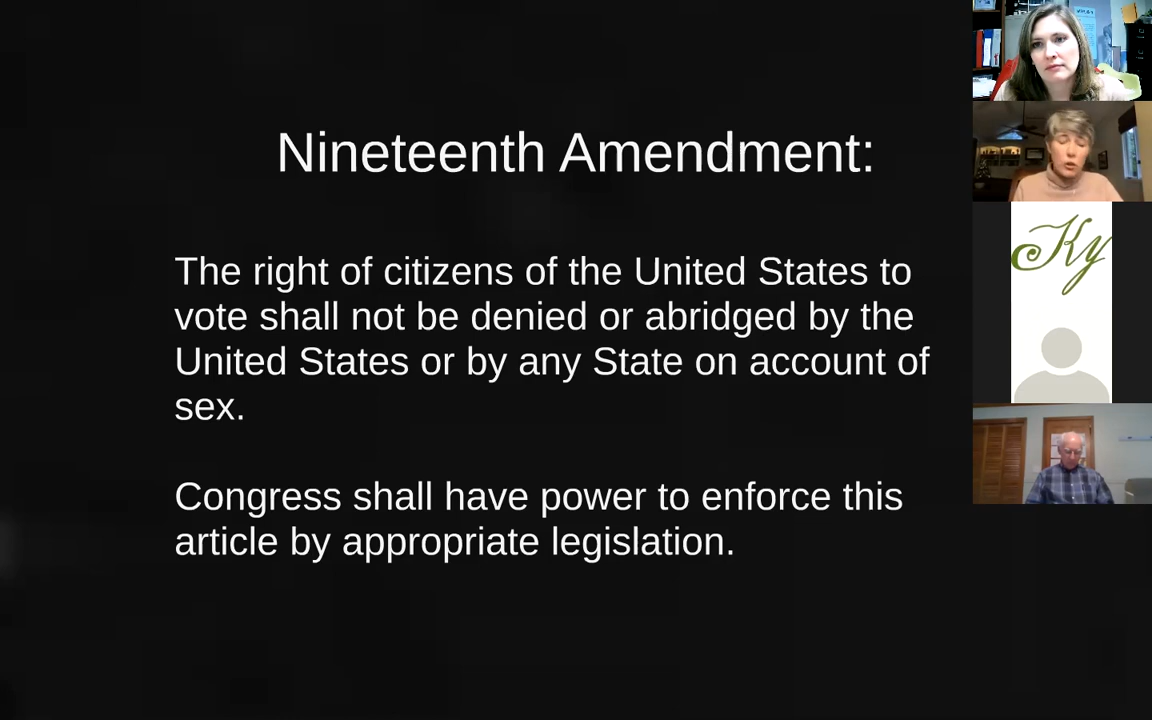 Nineteenth Amendment:
The right of citizens of the United States to
vote shall not be denied or abridged by the
United States or by any State on account of
sex.
Congress shall have power to enforce this
article by appropriate legislation.
Ky